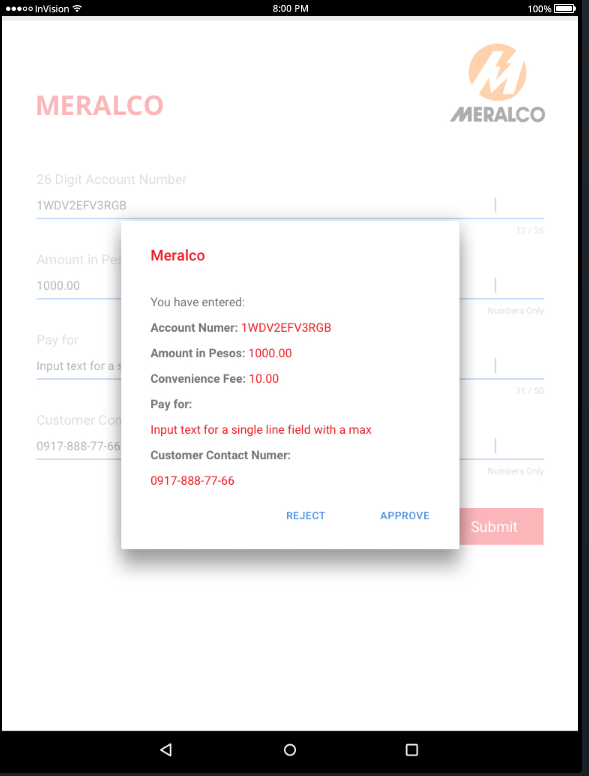 InVision
8:00 PM
100%
MERALCO
MERALCO
26 Digit Account Number
1WDV2EFV3RGB
12 / 26
Amount in Pes
1000.00
Numbers Only
Pay for
Input text for a s
31 / 50
Customer Con
0917-888-77-66
Numbers Only
Submit
Meralco
You have entered:
Account Numer: 1WDV2EFV3RGB
Amount in Pesos: 1000.00
Convenience Fee: 10.00
Pay for:
Input text for a single line field with a max
Customer Contact Numer:
0917-888-77-66
REJECT APPROVE